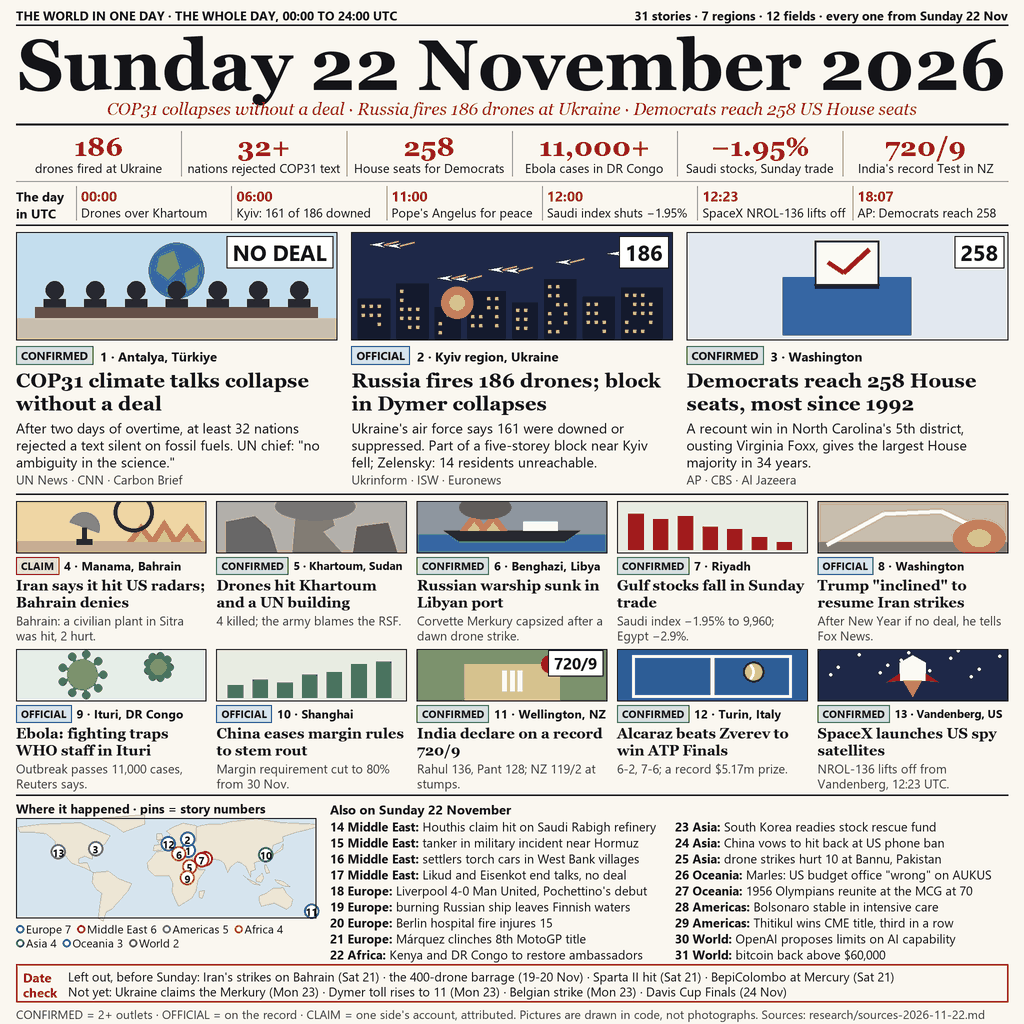 THE WORLD IN ONE DAY · THE WHOLE DAY, 00:00 TO 24:00 UTC
31 stories · 7 regions · 12 fields · every one from Sunday 22 Nov
Sunday 22 November 2026
COP31 collapses without a deal · Russia fires 186 drones at Ukraine · Democrats reach 258 US House seats
186
drones fired at Ukraine
32+
nations rejected COP31 text
258
House seats for Democrats
11,000+
Ebola cases in DR Congo
−1.95%
Saudi stocks, Sunday trade
720/9
India's record Test in NZ
The day
in UTC
00:00
Drones over Khartoum
06:00
Kyiv: 161 of 186 downed
11:00
Pope's Angelus for peace
12:00
Saudi index shuts −1.95%
12:23
SpaceX NROL-136 lifts off
18:07
AP: Democrats reach 258
NO DEAL
CONFIRMED 1 · Antalya, Türkiye
COP31 climate talks collapse
without a deal
After two days of overtime, at least 32 nations
rejected a text silent on fossil fuels. UN chief: "no
ambiguity in the science."
UN News · CNN · Carbon Brief
186
OFFICIAL 2 · Kyiv region, Ukraine
Russia fires 186 drones; block
in Dymer collapses
Ukraine's air force says 161 were downed or
suppressed. Part of a five-storey block near Kyiv
fell; Zelensky: 14 residents unreachable.
Ukrinform · ISW · Euronews
258
CONFIRMED 3 · Washington
Democrats reach 258 House
seats, most since 1992
A recount win in North Carolina's 5th district,
ousting Virginia Foxx, gives the largest House
majority in 34 years.
AP · CBS · Al Jazeera
CLAIM 4 · Manama, Bahrain
Iran says it hit US radars;
Bahrain denies
Bahrain: a civilian plant in Sitra
was hit, 2 hurt.
CONFIRMED 5 · Khartoum, Sudan
Drones hit Khartoum
and a UN building
4 killed; the army blames the RSF.
CONFIRMED 6 · Benghazi, Libya
Russian warship sunk in
Libyan port
Corvette Merkury capsized after a
dawn drone strike.
CONFIRMED 7 · Riyadh
Gulf stocks fall in Sunday
trade
Saudi index −1.95% to 9,960;
Egypt −2.9%.
OFFICIAL 8 · Washington
Trump "inclined" to
resume Iran strikes
After New Year if no deal, he tells
Fox News.
OFFICIAL 9 · Ituri, DR Congo
Ebola: fighting traps
WHO staff in Ituri
Outbreak passes 11,000 cases,
Reuters says.
OFFICIAL 10 · Shanghai
China eases margin rules
to stem rout
Margin requirement cut to 80%
from 30 Nov.
720/9
CONFIRMED 11 · Wellington, NZ
India declare on a record
720/9
Rahul 136, Pant 128; NZ 119/2 at
stumps.
CONFIRMED 12 · Turin, Italy
Alcaraz beats Zverev to
win ATP Finals
6-2, 7-6; a record $5.17m prize.
CONFIRMED 13 · Vandenberg, US
SpaceX launches US spy
satellites
NROL-136 lifts off from
Vandenberg, 12:23 UTC.
Where it happened · pins = story numbers
13
3
12
2
1
6
7
5
9
10
11
Europe 7 Middle East 6 Americas 5 Africa 4
Asia 4 Oceania 3 World 2
Also on Sunday 22 November
14 Middle East: Houthis claim hit on Saudi Rabigh refinery
15 Middle East: tanker in military incident near Hormuz
16 Middle East: settlers torch cars in West Bank villages
17 Middle East: Likud and Eisenkot end talks, no deal
18 Europe: Liverpool 4-0 Man United, Pochettino's debut
19 Europe: burning Russian ship leaves Finnish waters
20 Europe: Berlin hospital fire injures 15
21 Europe: Márquez clinches 8th MotoGP title
22 Africa: Kenya and DR Congo to restore ambassadors
23 Asia: South Korea readies stock rescue fund
24 Asia: China vows to hit back at US phone ban
25 Asia: drone strikes hurt 10 at Bannu, Pakistan
26 Oceania: Marles: US budget office "wrong" on AUKUS
27 Oceania: 1956 Olympians reunite at the MCG at 70
28 Americas: Bolsonaro stable in intensive care
29 Americas: Thitikul wins CME title, third in a row
30 World: OpenAI proposes limits on AI capability
31 World: bitcoin back above $60,000
Date
check
Left out, before Sunday: Iran's strikes on Bahrain (Sat 21) · the 400-drone barrage (19-20 Nov) · Sparta II hit (Sat 21) · BepiColombo at Mercury (Sat 21)
Not yet: Ukraine claims the Merkury (Mon 23) · Dymer toll rises to 11 (Mon 23) · Belgian strike (Mon 23) · Davis Cup Finals (24 Nov)
CONFIRMED = 2+ outlets · OFFICIAL = on the record · CLAIM = one side's account, attributed. Pictures are drawn in code, not photographs. Sources: research/sources-2026-11-22.md